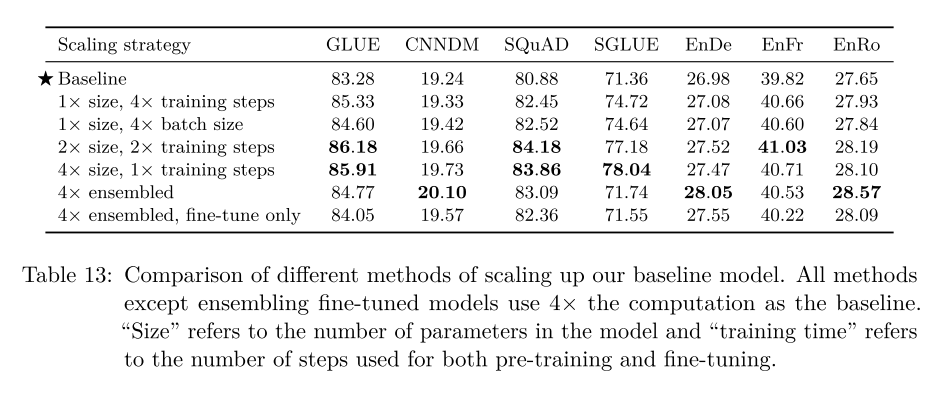 Scaling strategy GLUE CNNDM SQuAD SGLUE EnDe EnFr EnRo
★ Baseline 83.28 19.24 80.88 71.36 26.98 39.82 27.65
1× size, 4× training steps 85.33 19.33 82.45 74.72 27.08 40.66 27.93
1× size, 4× batch size 84.60 19.42 82.52 74.64 27.07 40.60 27.84
2× size, 2× training steps 86.18 19.66 84.18 77.18 27.52 41.03 28.19
4× size, 1× training steps 85.91 19.73 83.86 78.04 27.47 40.71 28.10
4× ensembled 84.77 20.10 83.09 71.74 28.05 40.53 28.57
4× ensembled, fine-tune only 84.05 19.57 82.36 71.55 27.55 40.22 28.09
Table 13: Comparison of different methods of scaling up our baseline model. All methods
except ensembling fine-tuned models use 4× the computation as the baseline.
“Size” refers to the number of parameters in the model and “training time” refers
to the number of steps used for both pre-training and fine-tuning.